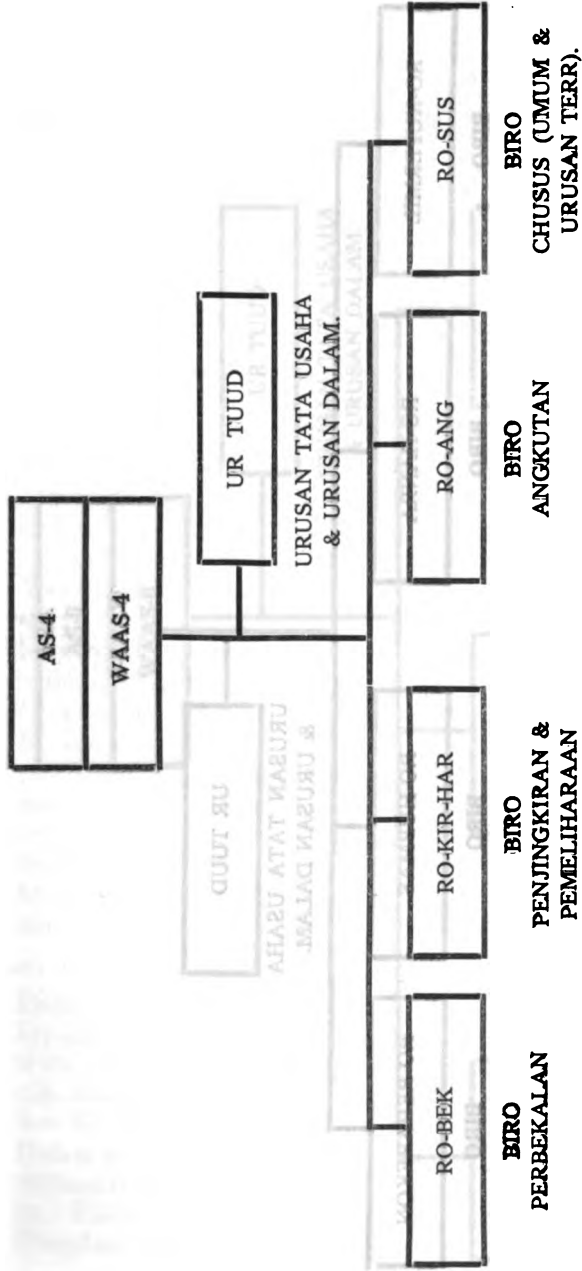 AS-4
WAAS-4
UR TUUD
URUSAN TATA USAHA
& URUSAN DALAM.
RO-BEK
RO-KIR-HAR
RO-ANG
RO-SUS
BIRO
PERBEKALAN
BIRO
PENJINGKIRAN &
PEMELIHARAAN
BIRO
ANGKUTAN
BIRO
CHUSUS (UMUM &
URUSAN TERR).